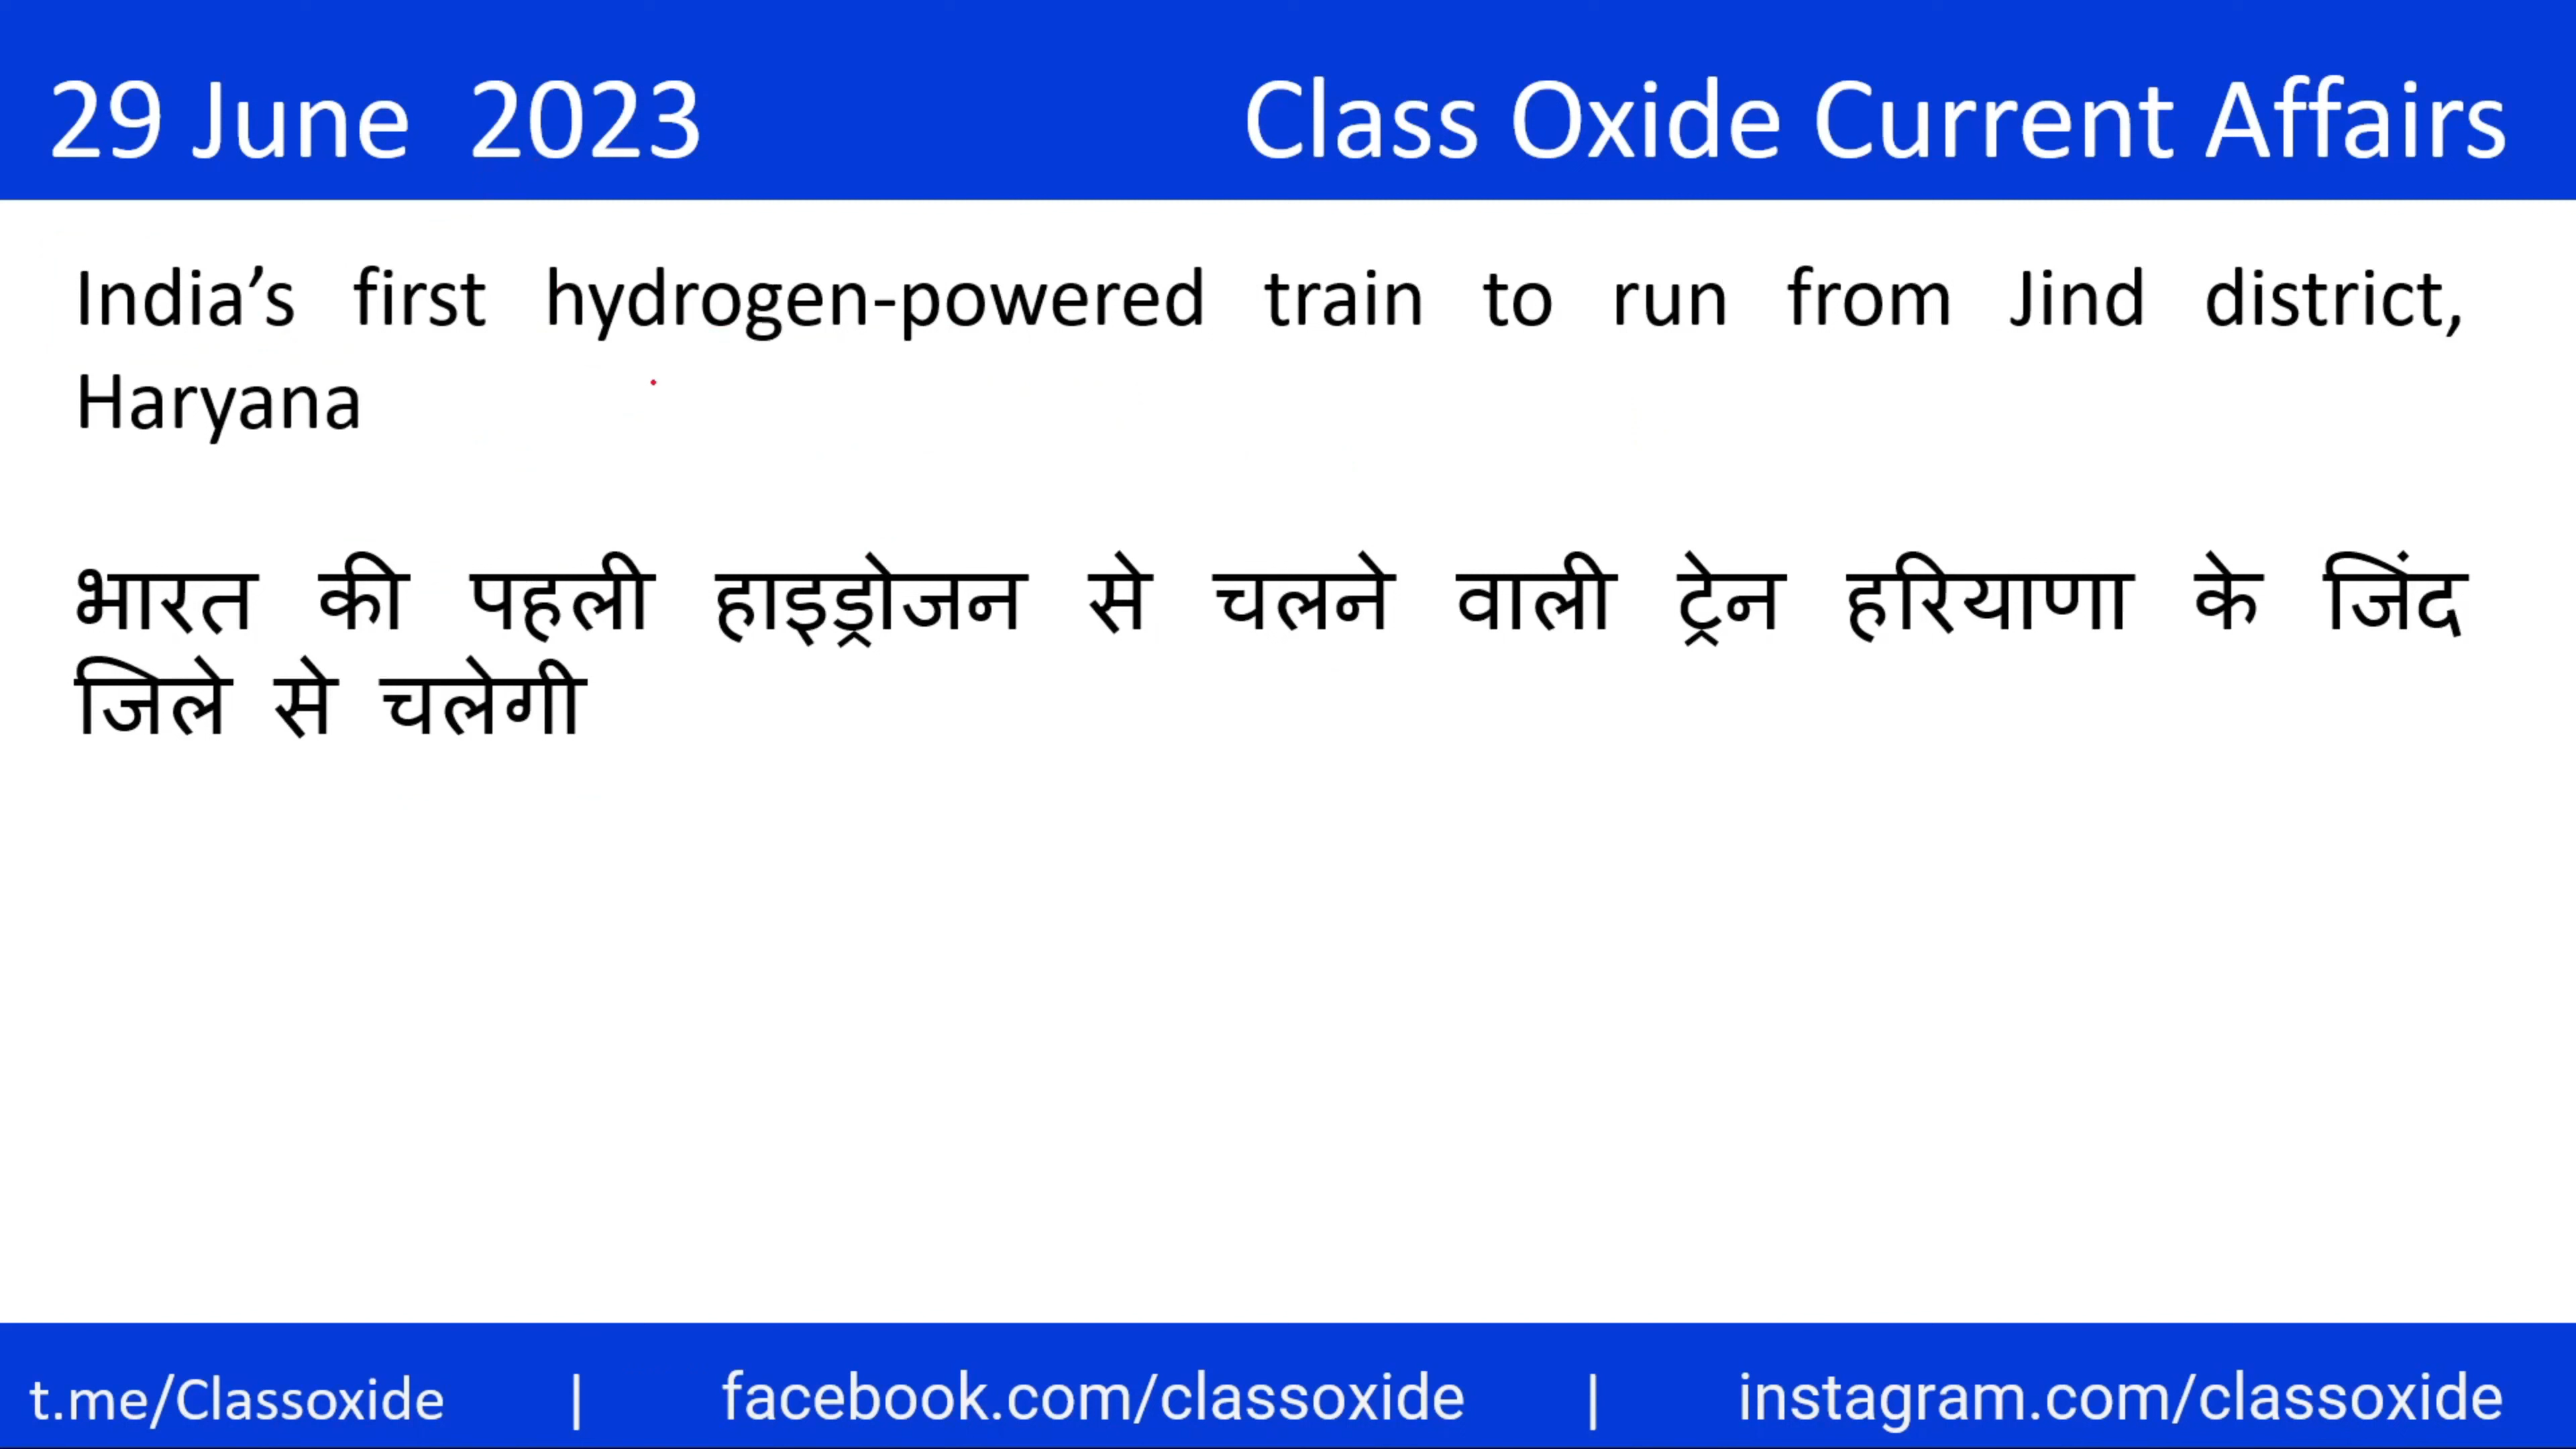 29 June 2023
Class Oxide Current Affairs
India’s first hydrogen-powered train to run from Jind district,
Haryana
भारत की पहली हाइड्रोजन से चलने वाली ट्रेन हरियाणा के जिंद
जिले से चलेगी
t.me/Classoxide | facebook.com/classoxide | instagram.com/classoxide